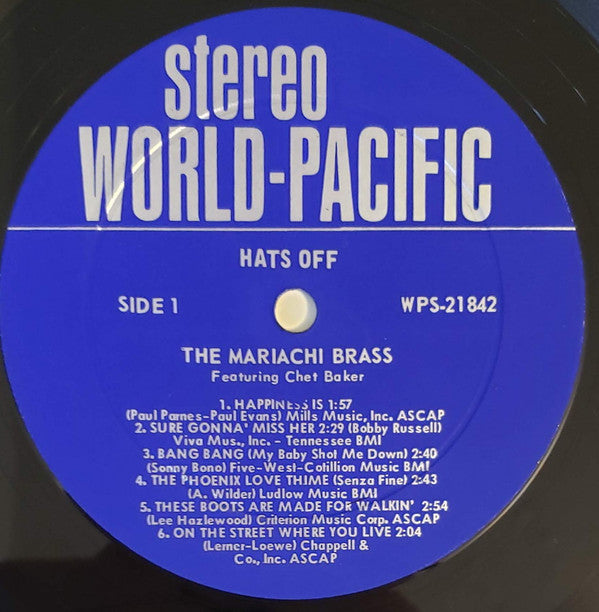 stereo
WORLD-PACIFIC
HATS OFF
SIDE 1
WPS-21842
THE MARIACHI BRASS
Featuring Chet Baker
1. HAPPINESS IS 1:57
(Paul Parnes-Paul Evans) Mills Music, Inc. ASCAP
2. SURE GONNA' MISS HER 2:29 (Bobby Russell)
Viva Mus., Inc. - Tennessee BMI
3. BANG BANG (My Baby Shot Me Down) 2:40
(Sonny Bono) Five-West-Cotillion Music BMI
4. THE PHOENIX LOVE THIME (Senza Fine) 2:43
(A. Wilder) Ludlow Music BMI
5. THESE BOOTS ARE MADE FOR WALKIN' 2:54
(Lee Hazlewood) Criterion Music Corp. ASCAP
6. ON THE STREET WHERE YOU LIVE 2:04
(Lerner-Loewe) Chappell &
Co., Inc. ASCAP